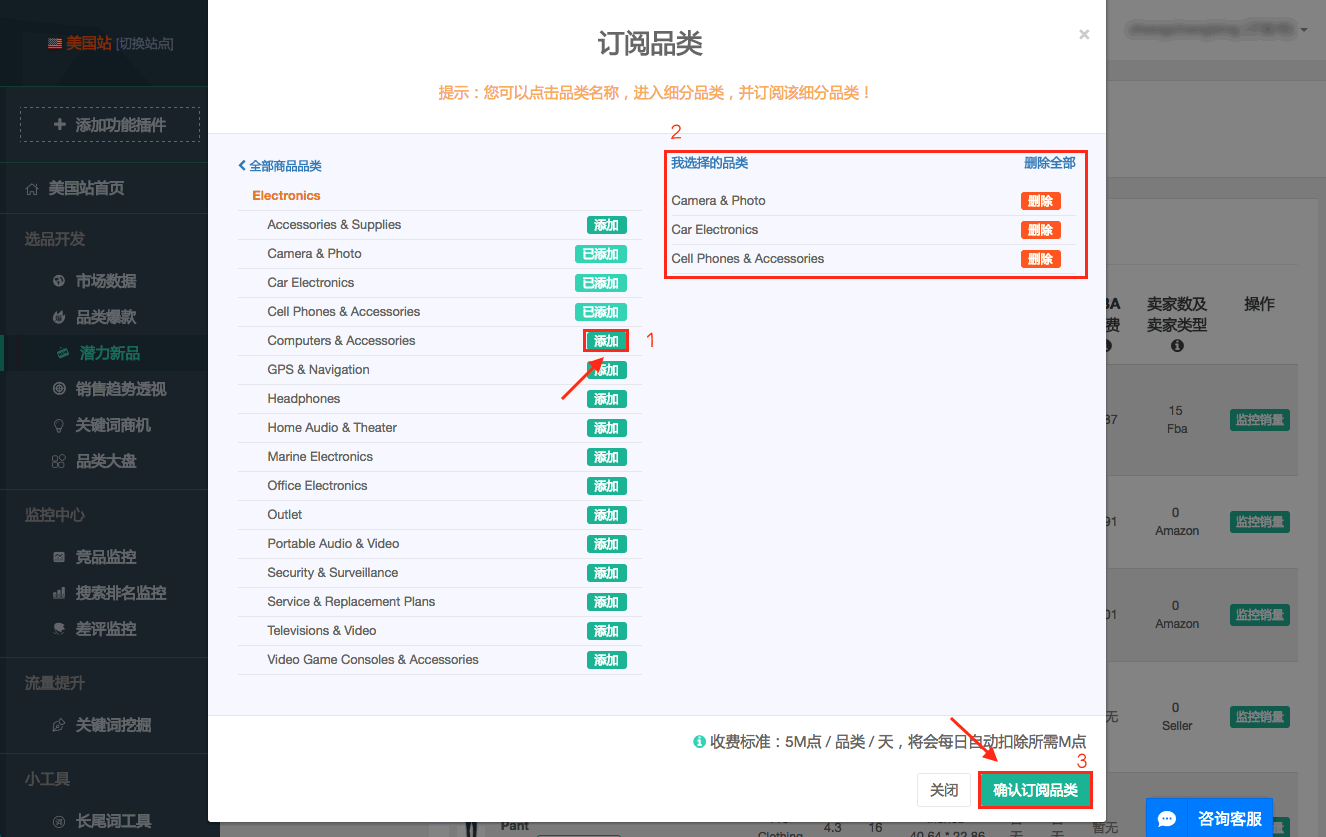 美国站 [切换站点]
添加功能插件
美国站首页
选品开发
市场数据
品类爆款
潜力新品
销售趋势透视
关键词商机
品类大盘
监控中心
竞品监控
搜索排名监控
差评监控
流量提升
关键词挖掘
小工具
长尾词工具
订阅品类
×
提示：您可以点击品类名称，进入细分品类，并订阅该细分品类！
全部商品品类
Electronics
Accessories & Supplies 添加
Camera & Photo 已添加
Car Electronics 已添加
Cell Phones & Accessories 已添加
Computers & Accessories 添加 1
GPS & Navigation 添加
Headphones 添加
Home Audio & Theater 添加
Marine Electronics 添加
Office Electronics 添加
Outlet 添加
Portable Audio & Video 添加
Security & Surveillance 添加
Service & Replacement Plans 添加
Televisions & Video 添加
Video Game Consoles & Accessories 添加
2
我选择的品类 删除全部
Camera & Photo 删除
Car Electronics 删除
Cell Phones & Accessories 删除
收费标准：5M点 / 品类 / 天，将会每日自动扣除所需M点
3
关闭 确认订阅品类
BA 卖家数及 操作
费 卖家类型
87 15 监控销量
Fba
91 0 监控销量
Amazon
01 0 监控销量
Amazon
无 0 监控销量
Seller
Pant
Clothing
4.3 16
40.64 * 22.86
无 无 暂无
咨询客服